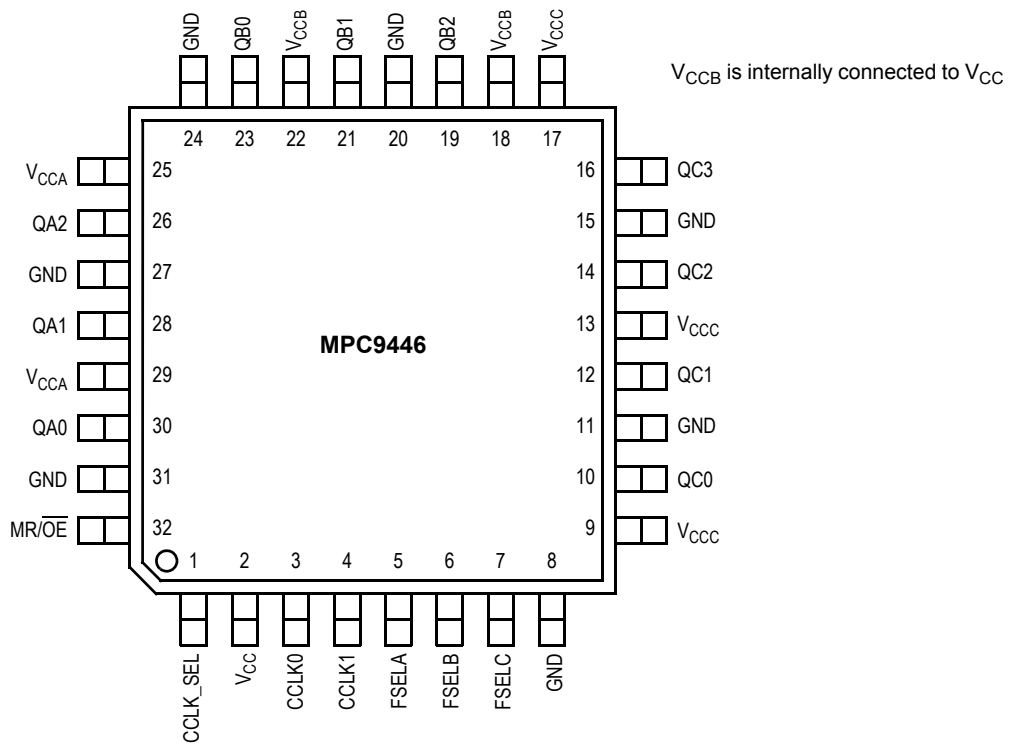 GND QB0 VCCB QB1 GND QB2 VCCB VCCC
VCCB is internally connected to VCC
24 23 22 21 20 19 18 17
VCCA 25 16 QC3
QA2 26 15 GND
GND 27 14 QC2
QA1 28 13 VCCC
MPC9446
VCCA 29 12 QC1
QA0 30 11 GND
GND 31 10 QC0
MR/OE 32 9 VCCC
1 2 3 4 5 6 7 8
CCLK_SEL VCC CCLK0 CCLK1 FSELA FSELB FSELC GND